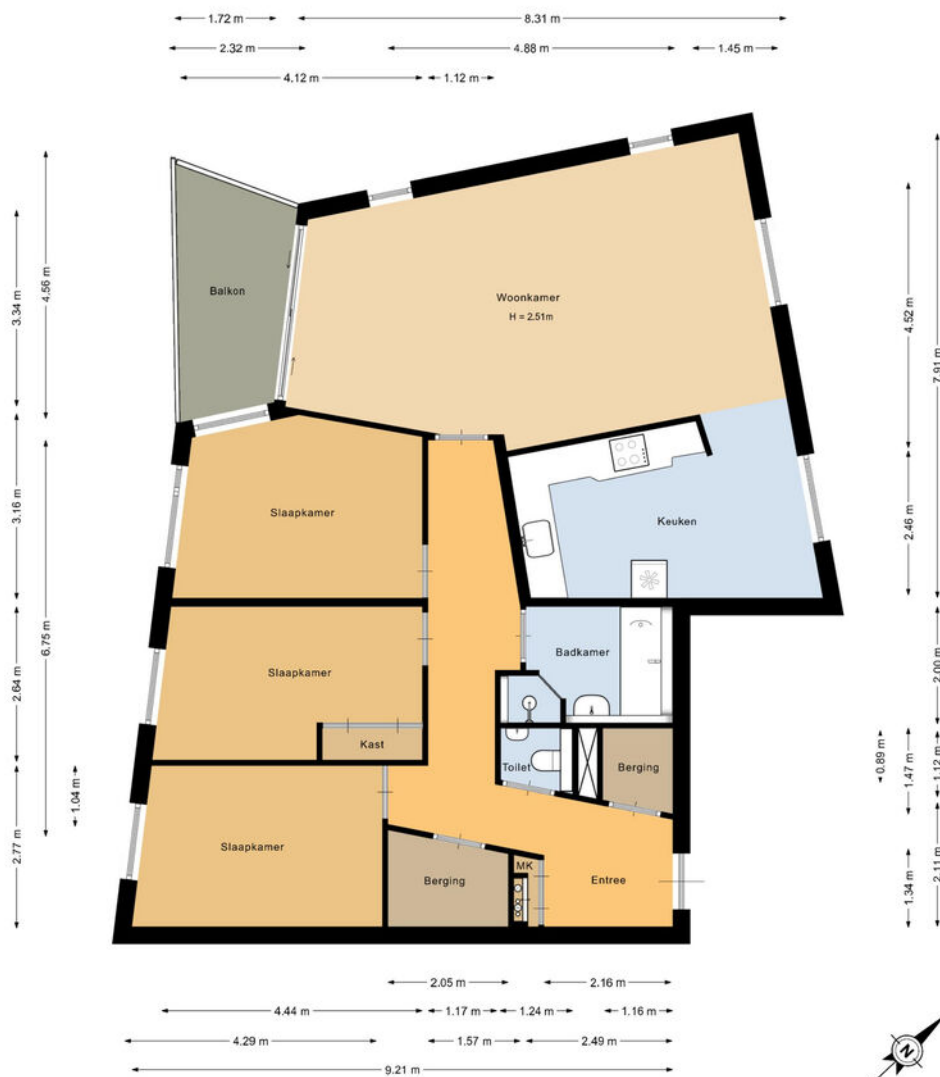 1.72 m
8.31 m
2.32 m
4.88 m
1.45 m
4.12 m
1.12 m
4.56 m
3.34 m
3.16 m
6.75 m
2.64 m
1.04 m
2.77 m
Balkon
Woonkamer
H = 2.51m
Slaapkamer
Keuken
Slaapkamer
Badkamer
Kast
Toilet
Berging
Slaapkamer
Berging
MK
Entree
4.52 m
7.91 m
2.46 m
2.00 m
0.89 m
1.47 m
1.12 m
1.34 m
2.11 m
2.05 m
2.16 m
4.44 m
1.17 m
1.24 m
1.16 m
4.29 m
1.57 m
2.49 m
9.21 m
N